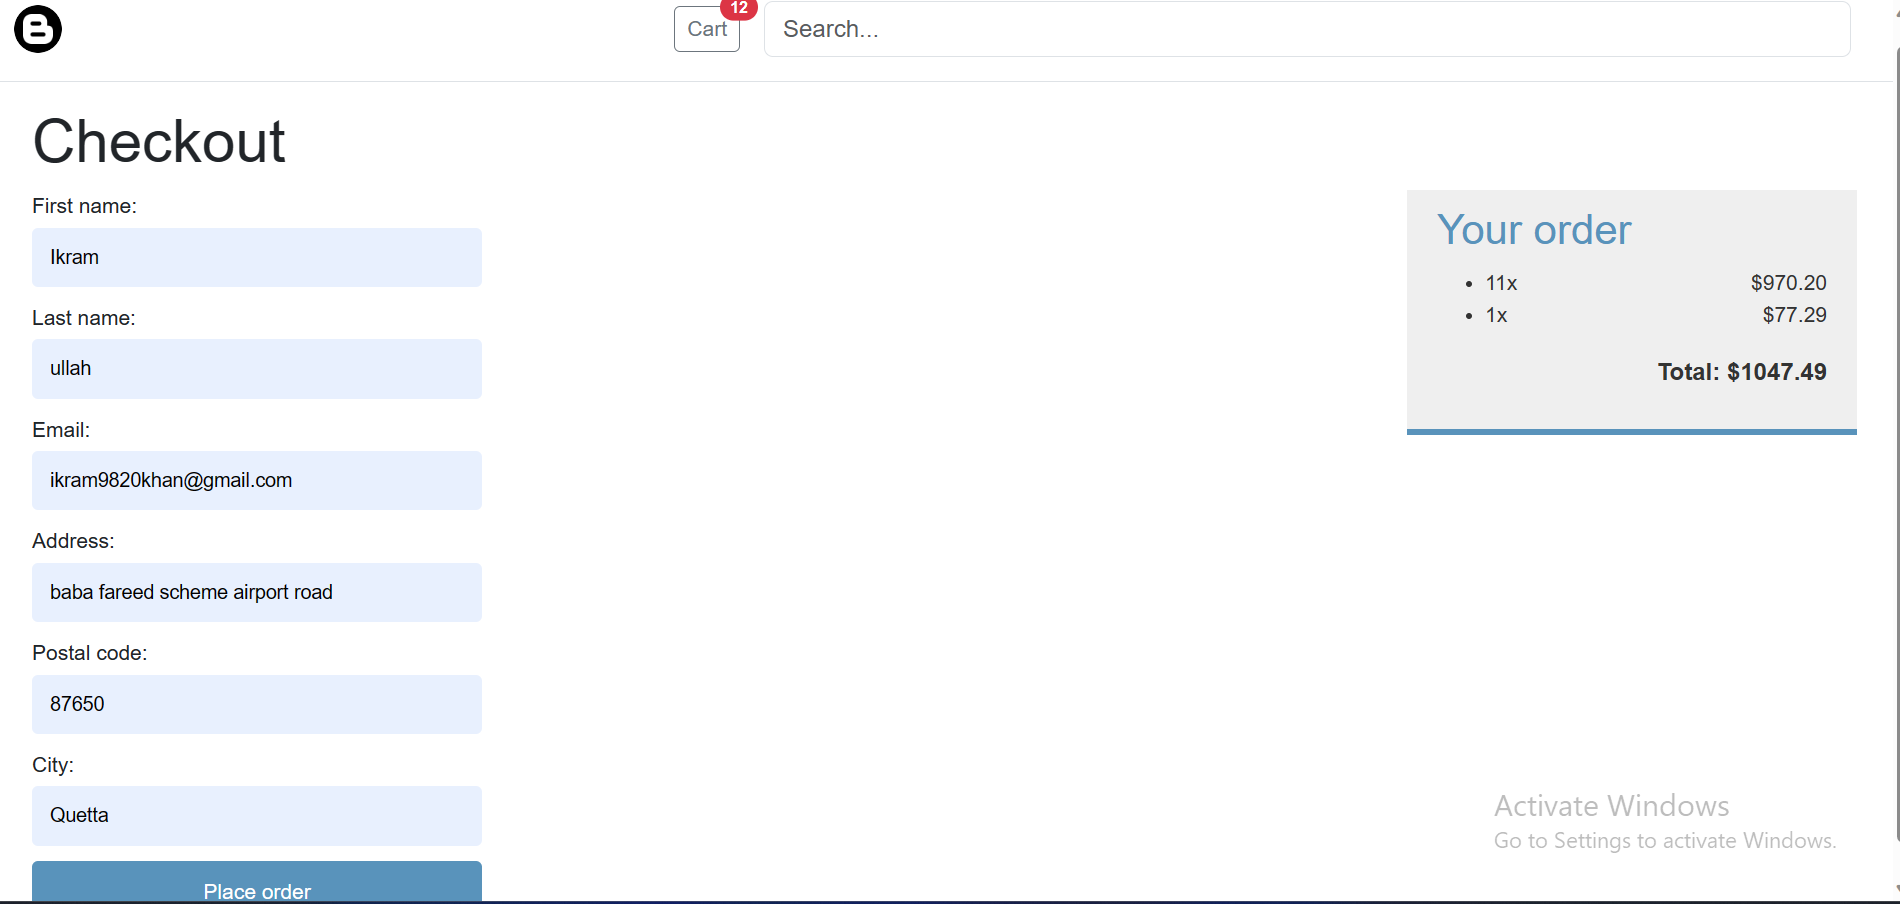 B
Cart
12
Search...
Checkout
First name:
Ikram
Last name:
ullah
Email:
ikram9820khan@gmail.com
Address:
baba fareed scheme airport road
Postal code:
87650
City:
Quetta
Place order
Your order
11x $970.20
1x $77.29
Total: $1047.49
Activate Windows
Go to Settings to activate Windows.